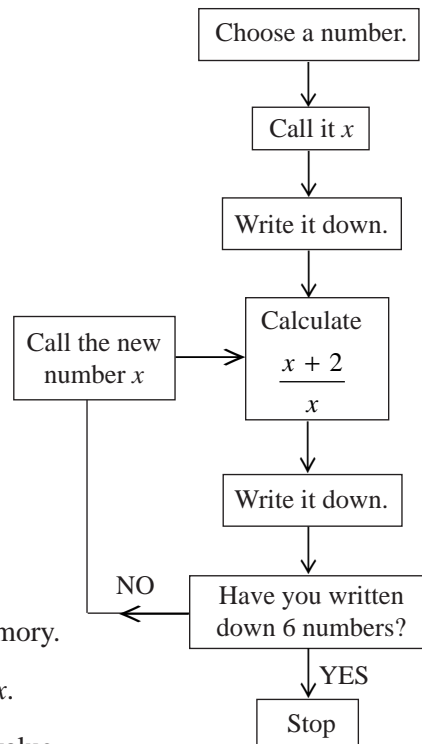 Choose a number.
Call it x
Write it down.
Calculate
x + 2
x
Call the new
number x
Write it down.
NO
Have you written
down 6 numbers?
YES
Stop
x.